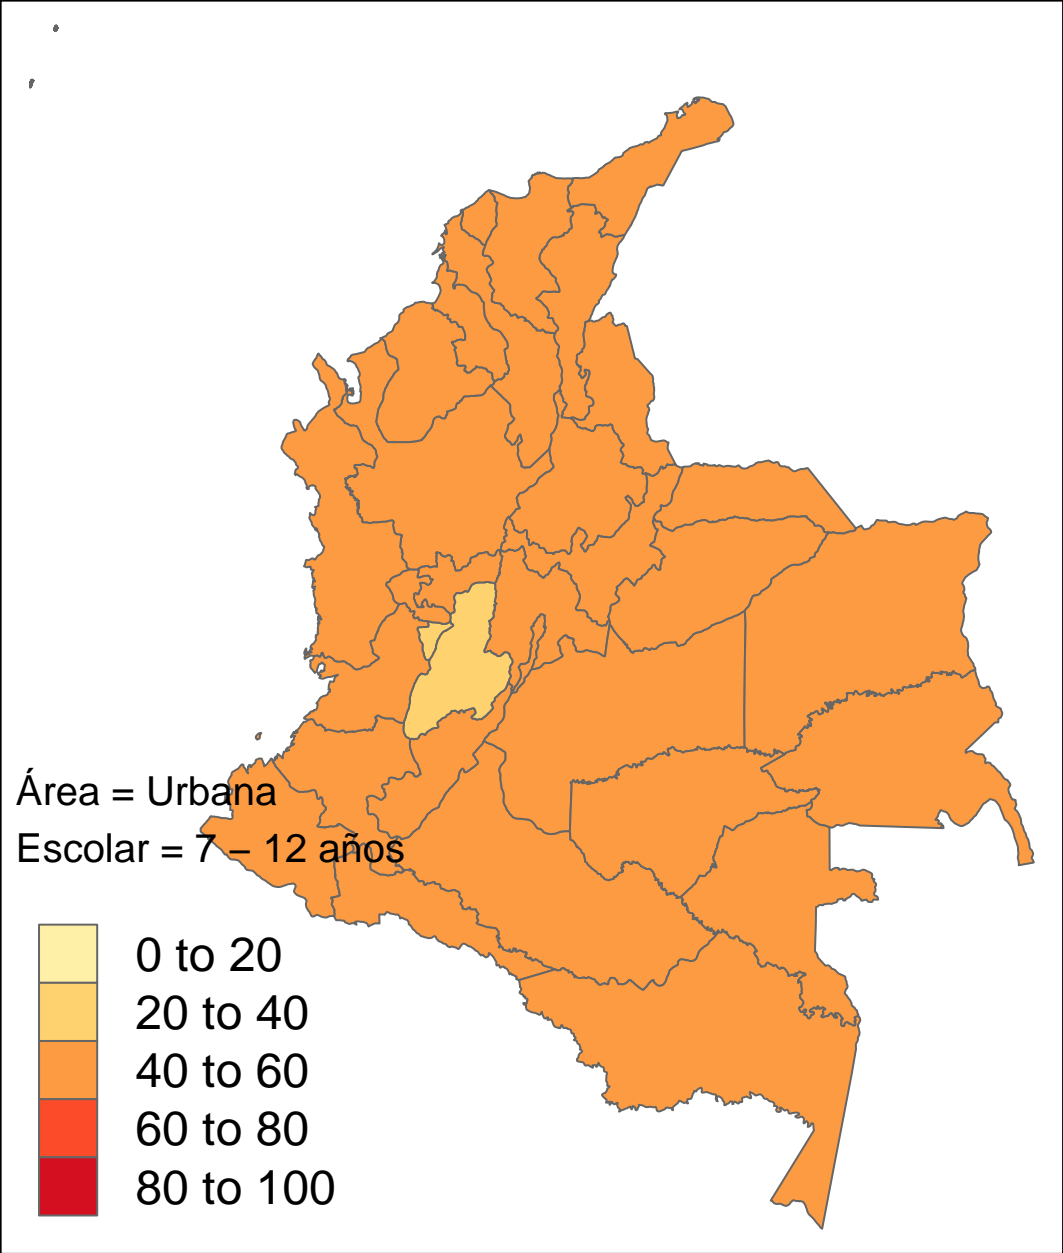 Área = Urbana
Escolar = 7 – 12 años
0 to 20
20 to 40
40 to 60
60 to 80
80 to 100